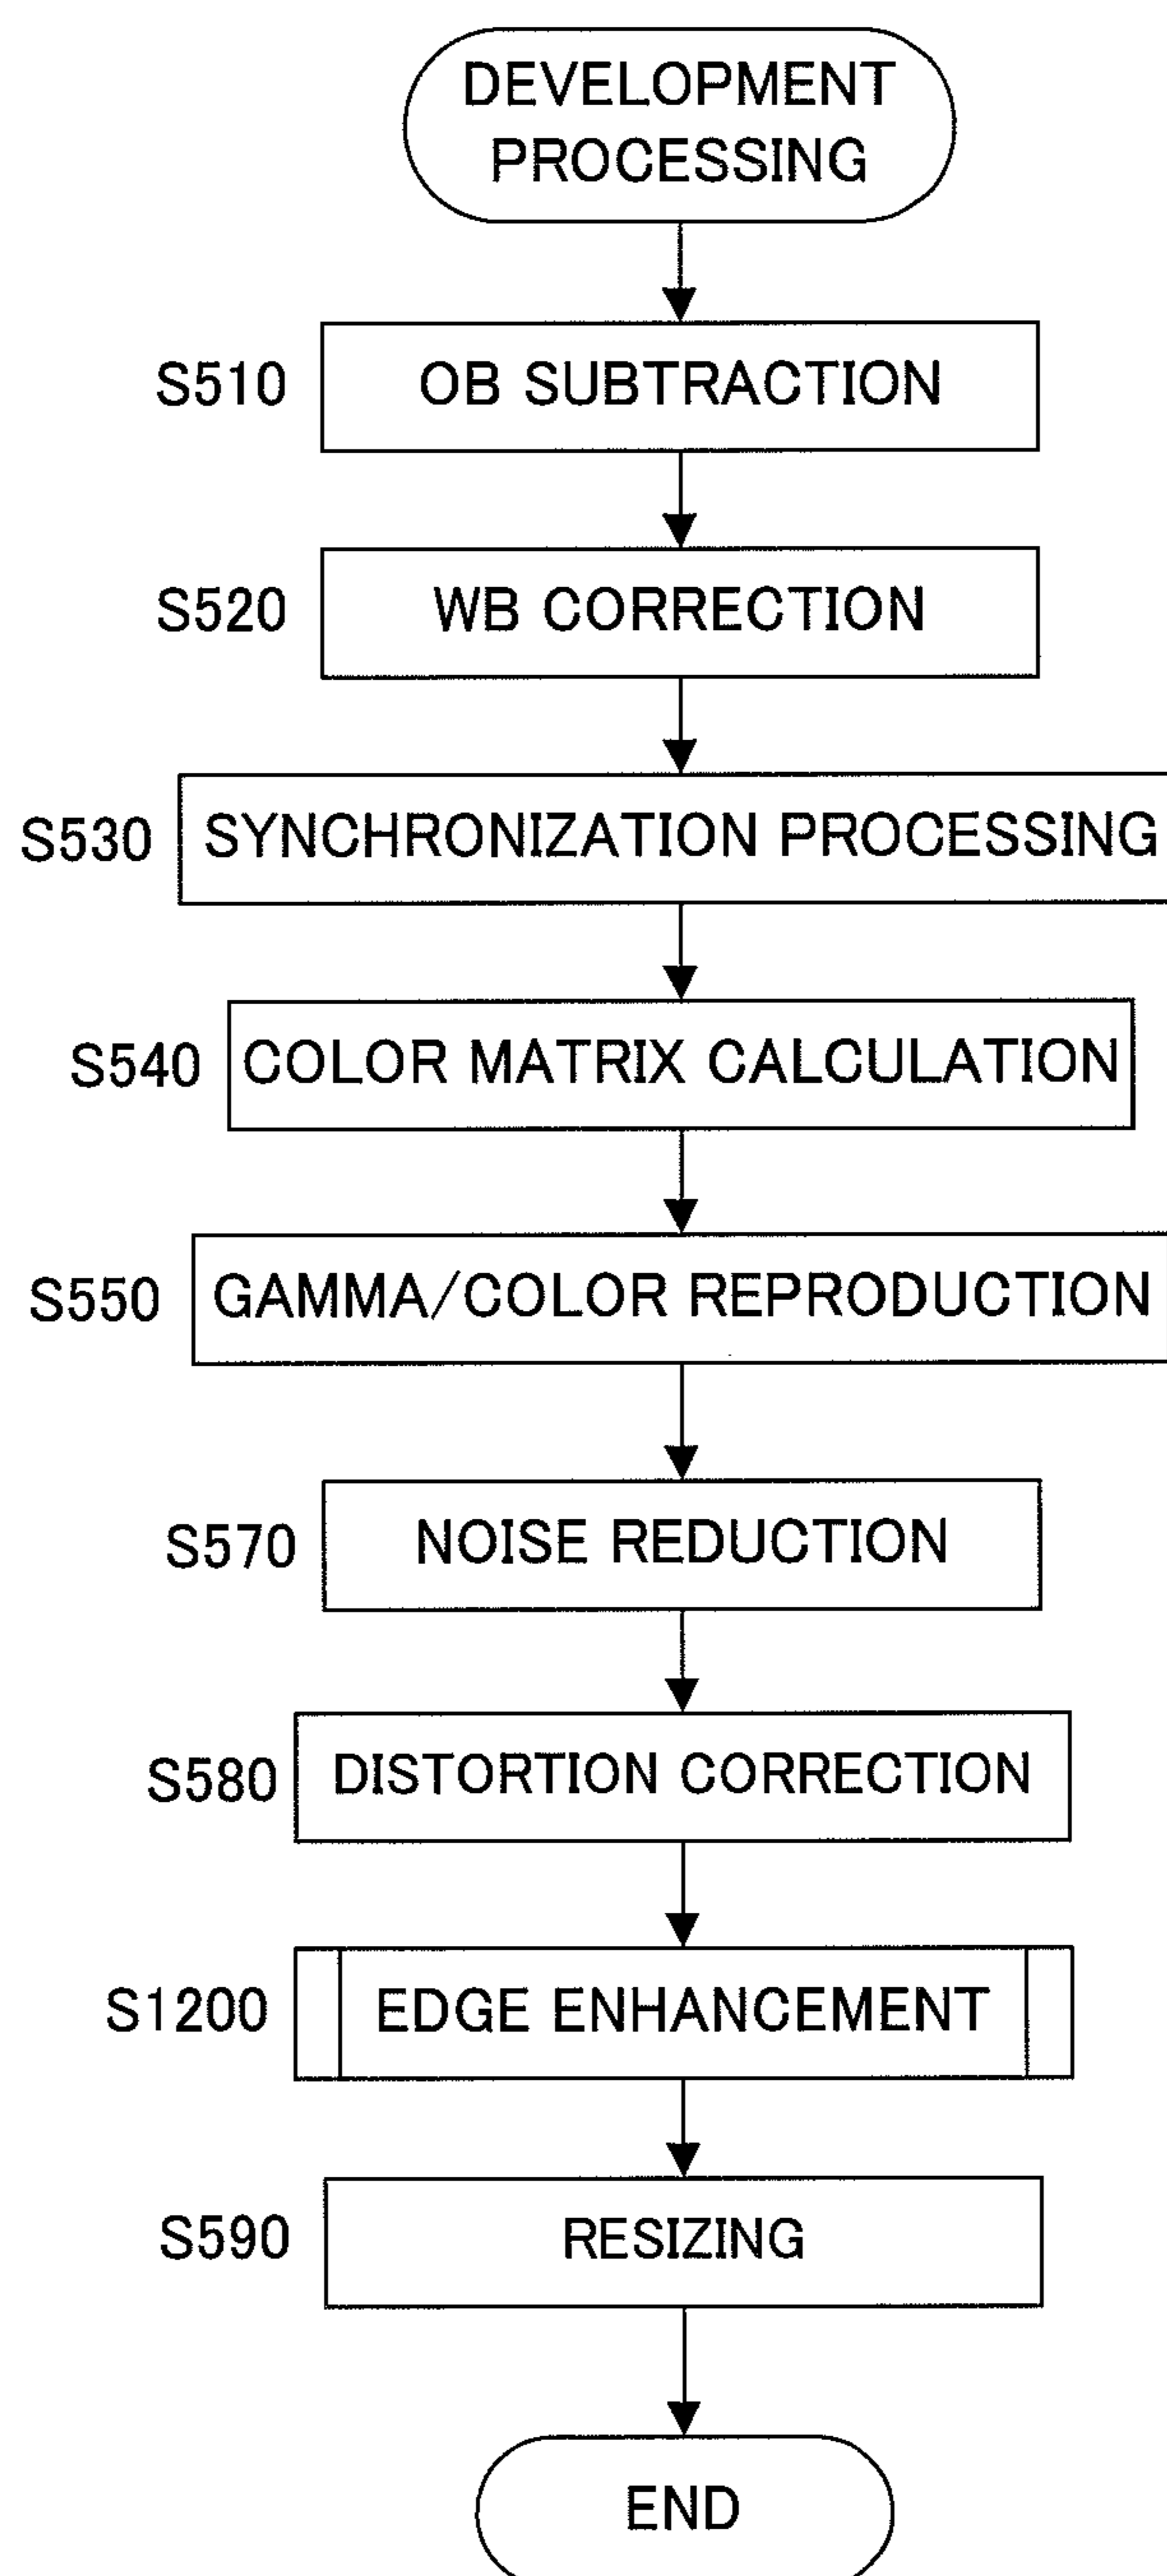 DEVELOPMENT
PROCESSING
S510 OB SUBTRACTION
S520 WB CORRECTION
S530 SYNCHRONIZATION PROCESSING
S540 COLOR MATRIX CALCULATION
S550 GAMMA/COLOR REPRODUCTION
S570 NOISE REDUCTION
S580 DISTORTION CORRECTION
S1200 EDGE ENHANCEMENT
S590 RESIZING
END